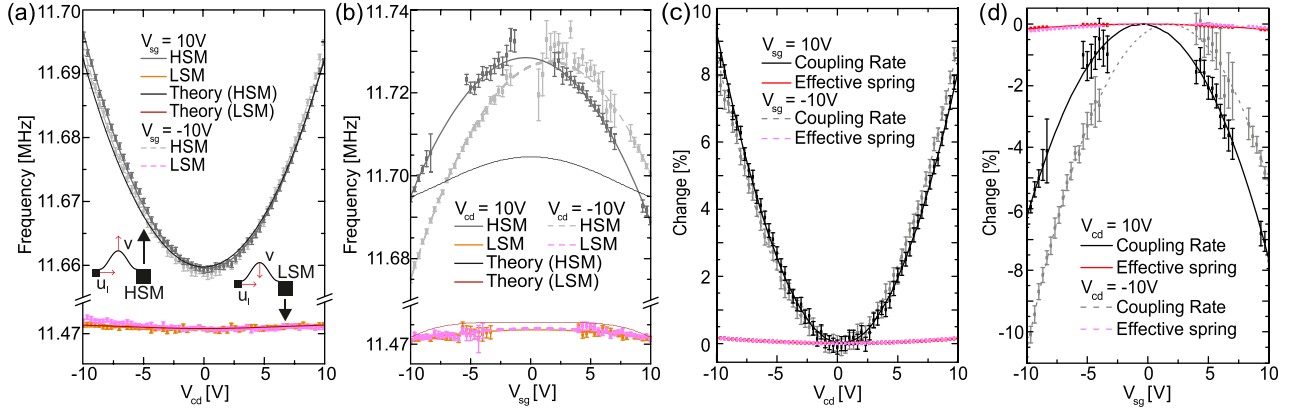 (a)
11.70
11.69
11.68
11.67
11.66
11.47
Frequency [MHz]
V_sg = 10V
HSM
LSM
Theory (HSM)
Theory (LSM)
V_sg = -10V
HSM
LSM
v
u_l
HSM
v
LSM
u_l
-10 -5 0 5 10
V_cd [V]
(b)
11.74
11.72
11.70
11.68
11.47
Frequency [MHz]
V_cd = 10V V_cd = -10V
HSM HSM
LSM LSM
Theory (HSM)
Theory (LSM)
-10 -5 0 5 10
V_sg [V]
(c)
10
8
6
4
2
0
Change [%]
V_sg = 10V
Coupling Rate
Effective spring
V_sg = -10V
Coupling Rate
Effective spring
-10 -5 0 5 10
V_cd [V]
(d)
0
-2
-4
-6
-8
-10
Change [%]
V_cd = 10V
Coupling Rate
Effective spring
V_cd = -10V
Coupling Rate
Effective spring
-10 -5 0 5 10
V_sg [V]